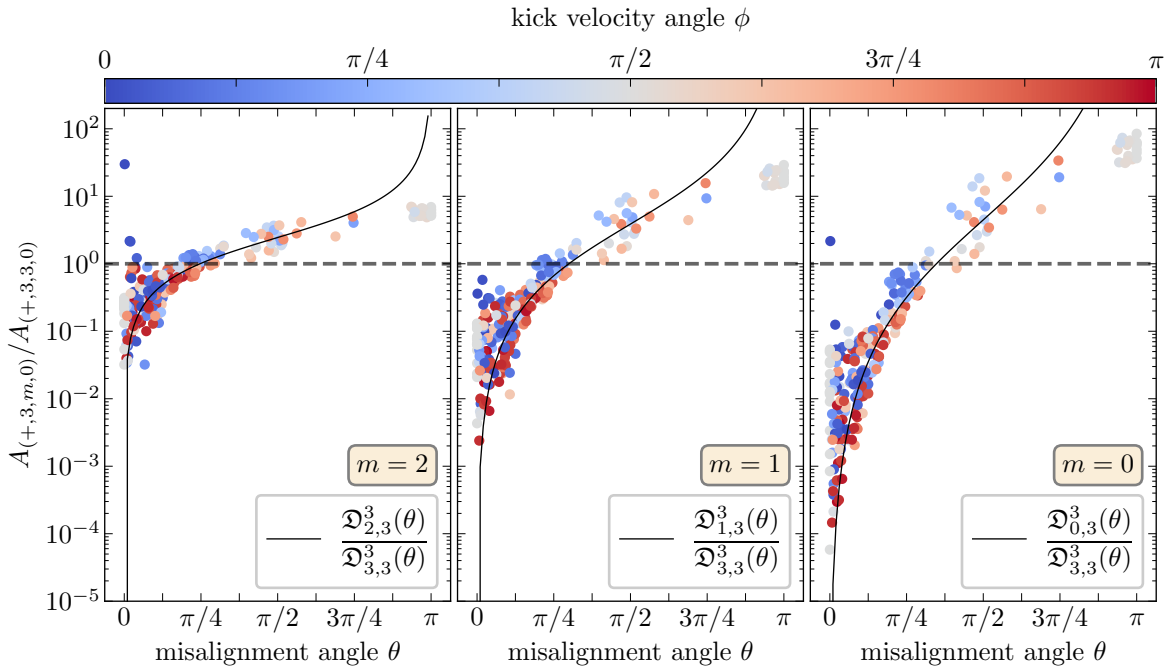 kick velocity angle ϕ
0 π/4 π/2 3π/4 π
A(+,3,m,0)/A(+,3,3,0)
10²
10¹
10⁰
10⁻¹
10⁻²
10⁻³
10⁻⁴
10⁻⁵
m = 2
𝔇³₂,₃(θ)
𝔇³₃,₃(θ)
m = 1
𝔇³₁,₃(θ)
𝔇³₃,₃(θ)
m = 0
𝔇³₀,₃(θ)
𝔇³₃,₃(θ)
0 π/4 π/2 3π/4 π
misalignment angle θ
0 π/4 π/2 3π/4 π
misalignment angle θ
0 π/4 π/2 3π/4 π
misalignment angle θ